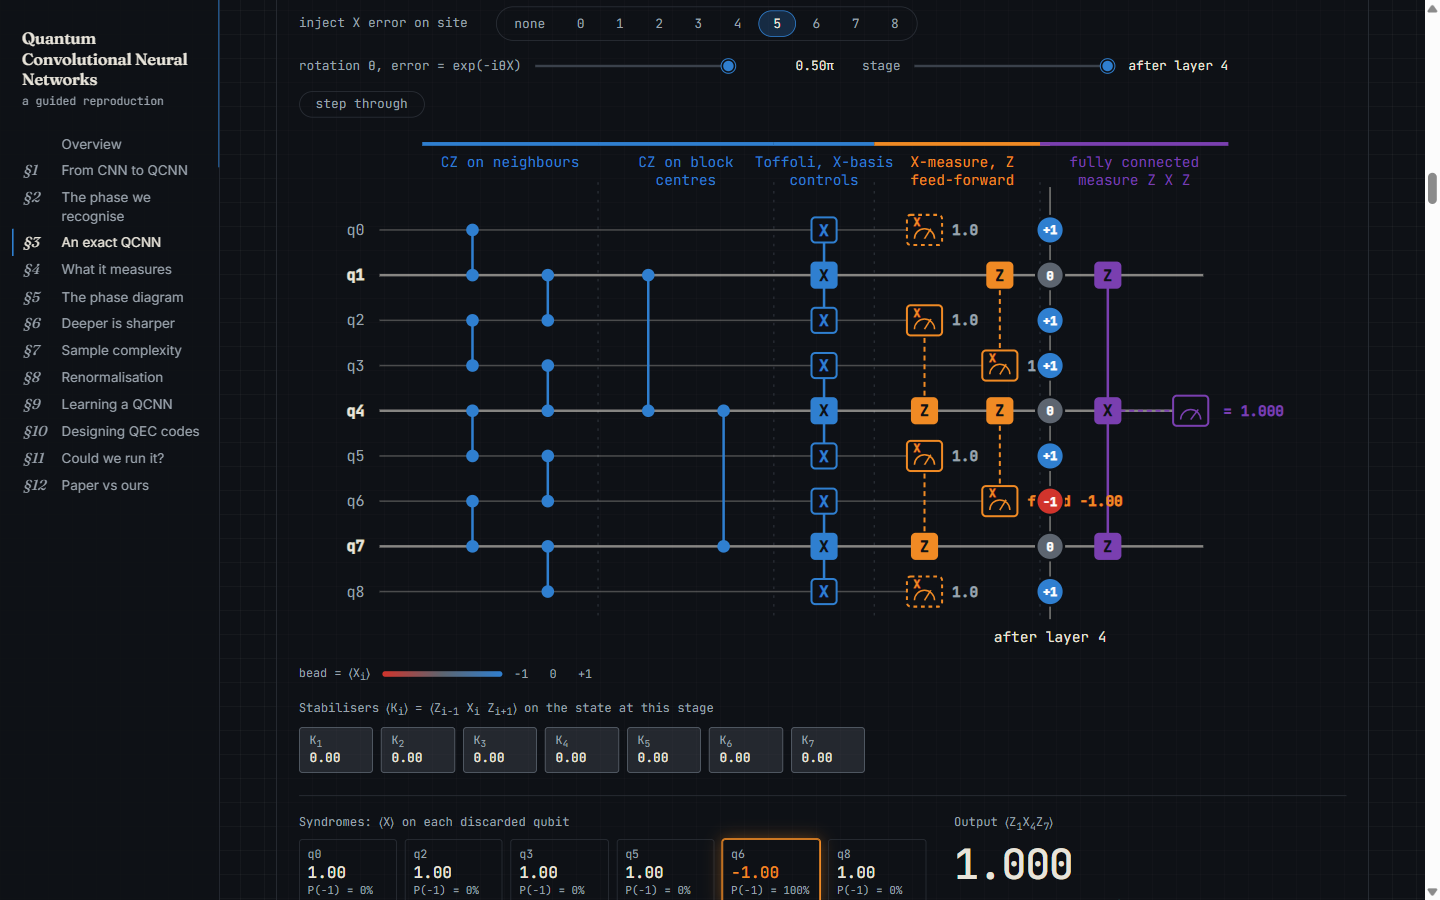 Quantum
Convolutional Neural
Networks
a guided reproduction
Overview
§1 From CNN to QCNN
§2 The phase we
recognise
§3 An exact QCNN
§4 What it measures
§5 The phase diagram
§6 Deeper is sharper
§7 Sample complexity
§8 Renormalisation
§9 Learning a QCNN
§10 Designing QEC codes
§11 Could we run it?
§12 Paper vs ours
inject X error on site none 0 1 2 3 4 5 6 7 8
rotation θ, error = exp(-iθX) 0.50π stage after layer 4
step through
CZ on neighbours CZ on block Toffoli, X-basis X-measure, Z fully connected
centres controls feed-forward measure Z X Z
q0 X X 1.0 +1
q1 X Z 0 Z
q2 X X 1.0 +1
q3 X X 1 +1
q4 X Z Z 0 X = 1.000
q5 X X 1.0 +1
q6 X X -1 -1.00
q7 X Z 0 Z
q8 X X 1.0 +1
after layer 4
bead = ⟨Xi⟩ -1 0 +1
Stabilisers ⟨Ki⟩ = ⟨Zi-1 Xi Zi+1⟩ on the state at this stage
K1 K2 K3 K4 K5 K6 K7
0.00 0.00 0.00 0.00 0.00 0.00 0.00
Syndromes: ⟨X⟩ on each discarded qubit Output ⟨Z1X4Z7⟩
q0 q2 q3 q5 q6 q8
1.00 1.00 1.00 1.00 -1.00 1.00 1.000
P(-1) = 0% P(-1) = 0% P(-1) = 0% P(-1) = 0% P(-1) = 100% P(-1) = 0%